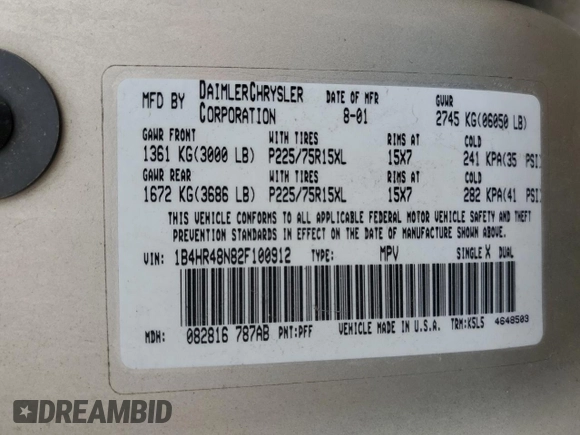 MFD BY DAIMLERCHRYSLER CORPORATION DATE OF MFR 8-01 GVWR 2745 KG(06050 LB)
GAWR FRONT WITH TIRES RIMS AT COLD
1361 KG(3000 LB) P225/75R15XL 15X7 241 KPA(35 PSI)
GAWR REAR WITH TIRES RIMS AT COLD
1672 KG(3686 LB) P225/75R15XL 15X7 282 KPA(41 PSI)
THIS VEHICLE CONFORMS TO ALL APPLICABLE FEDERAL MOTOR VEHICLE SAFETY AND THEFT
PREVENTION STANDARDS IN EFFECT ON THE DATE OF MANUFACTURE SHOWN ABOVE.
VIN: 1B4HR48N82F100912 TYPE: MPV SINGLE X DUAL
MDH: 082816 787AB PNT:PFF VEHICLE MADE IN U.S.A. TRM:K5L5 4648503
DREAMBID